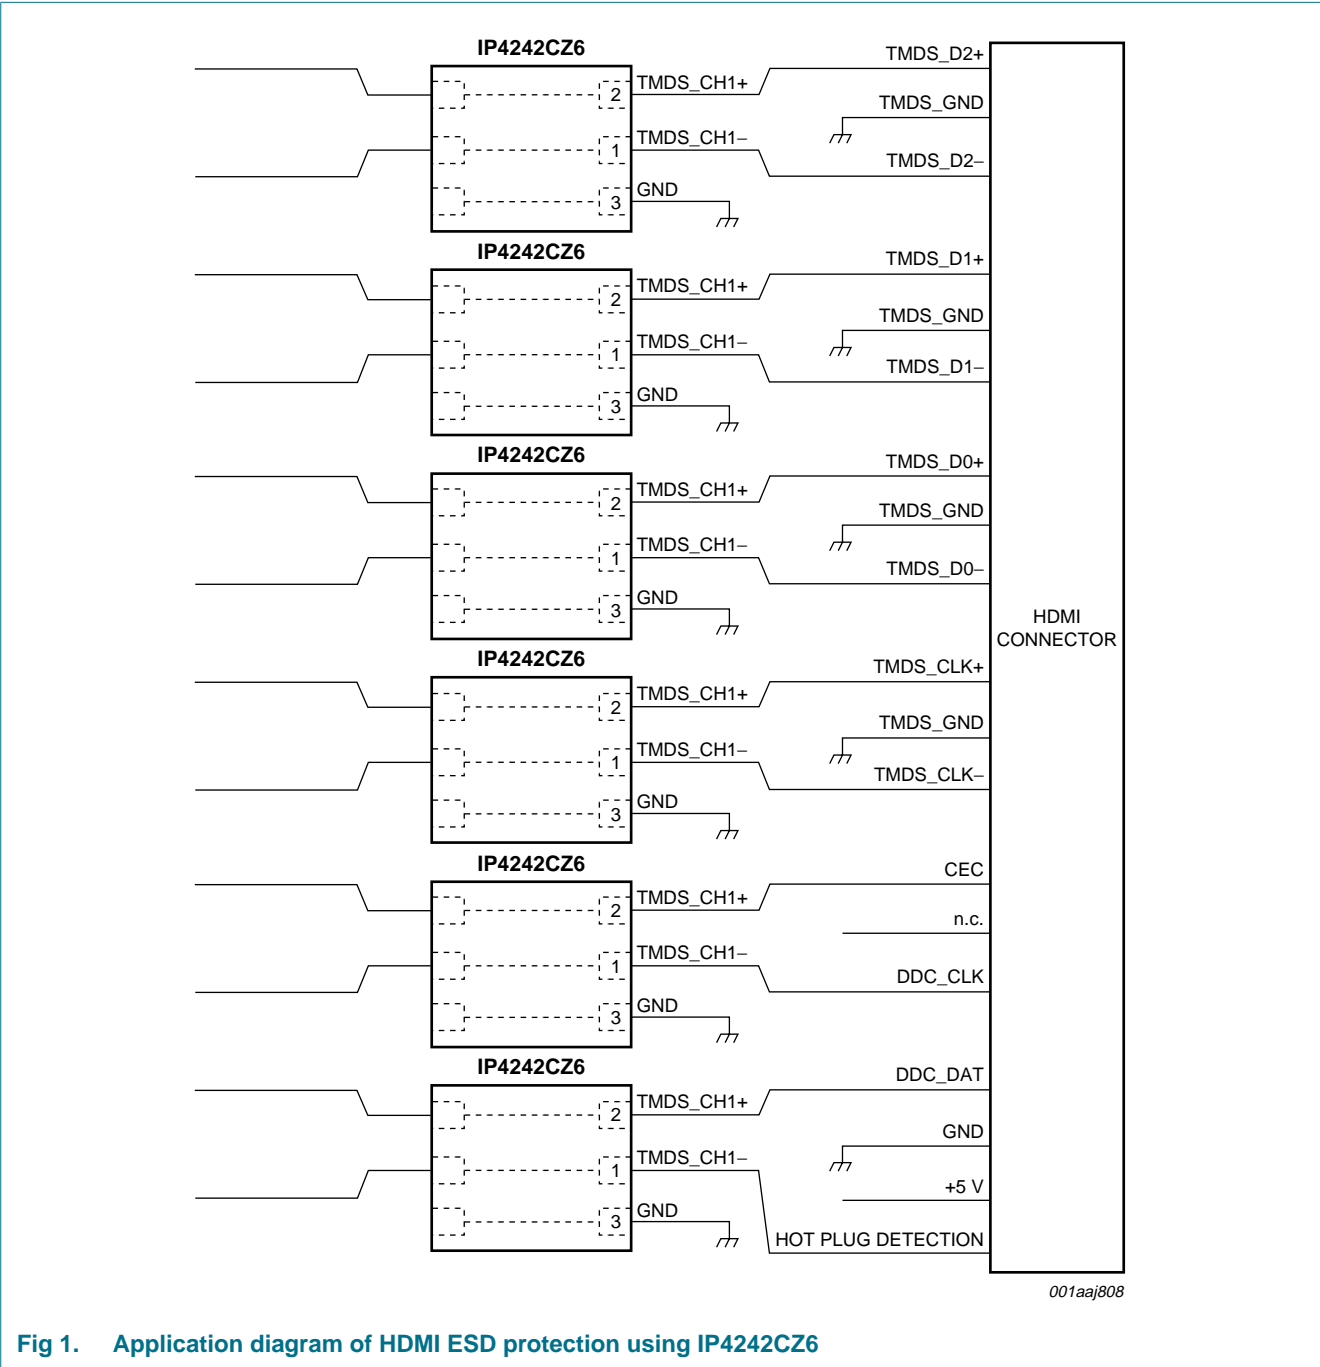 IP4242CZ6
TMDS_D2+
2 TMDS_CH1+
TMDS_GND
1 TMDS_CH1−
TMDS_D2−
3 GND
IP4242CZ6
TMDS_D1+
2 TMDS_CH1+
TMDS_GND
1 TMDS_CH1−
TMDS_D1−
3 GND
IP4242CZ6
TMDS_D0+
2 TMDS_CH1+
TMDS_GND
1 TMDS_CH1−
TMDS_D0−
3 GND
HDMI
CONNECTOR
IP4242CZ6
TMDS_CLK+
2 TMDS_CH1+
TMDS_GND
1 TMDS_CH1−
TMDS_CLK−
3 GND
IP4242CZ6
CEC
2 TMDS_CH1+
n.c.
1 TMDS_CH1−
DDC_CLK
3 GND
IP4242CZ6
DDC_DAT
2 TMDS_CH1+
GND
1 TMDS_CH1−
+5 V
3 GND
HOT PLUG DETECTION
001aaj808
Fig 1. Application diagram of HDMI ESD protection using IP4242CZ6